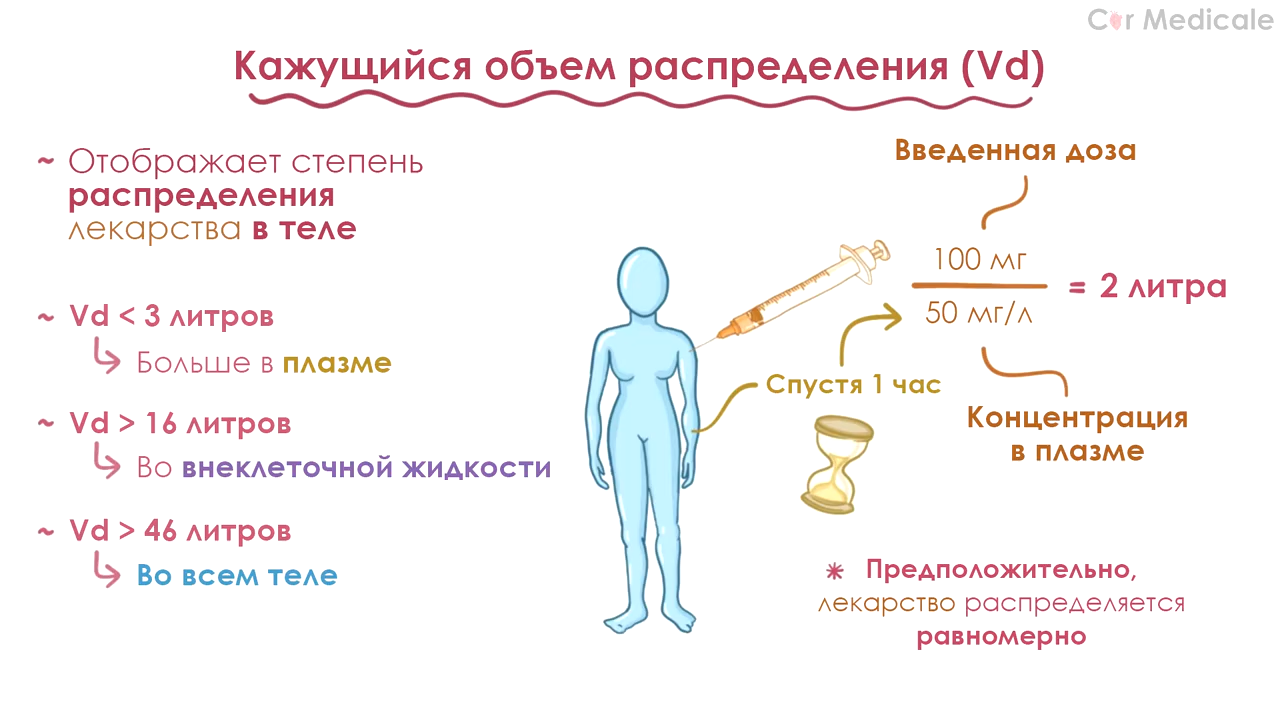 Cor Medicale
Кажущийся объем распределения (Vd)
~ Отображает степень
распределения
лекарства в теле
~ Vd < 3 литров
Больше в плазме
~ Vd > 16 литров
Во внеклеточной жидкости
~ Vd > 46 литров
Во всем теле
Введенная доза
100 мг
50 мг/л
= 2 литра
Спустя 1 час
Концентрация
в плазме
* Предположительно,
лекарство распределяется
равномерно